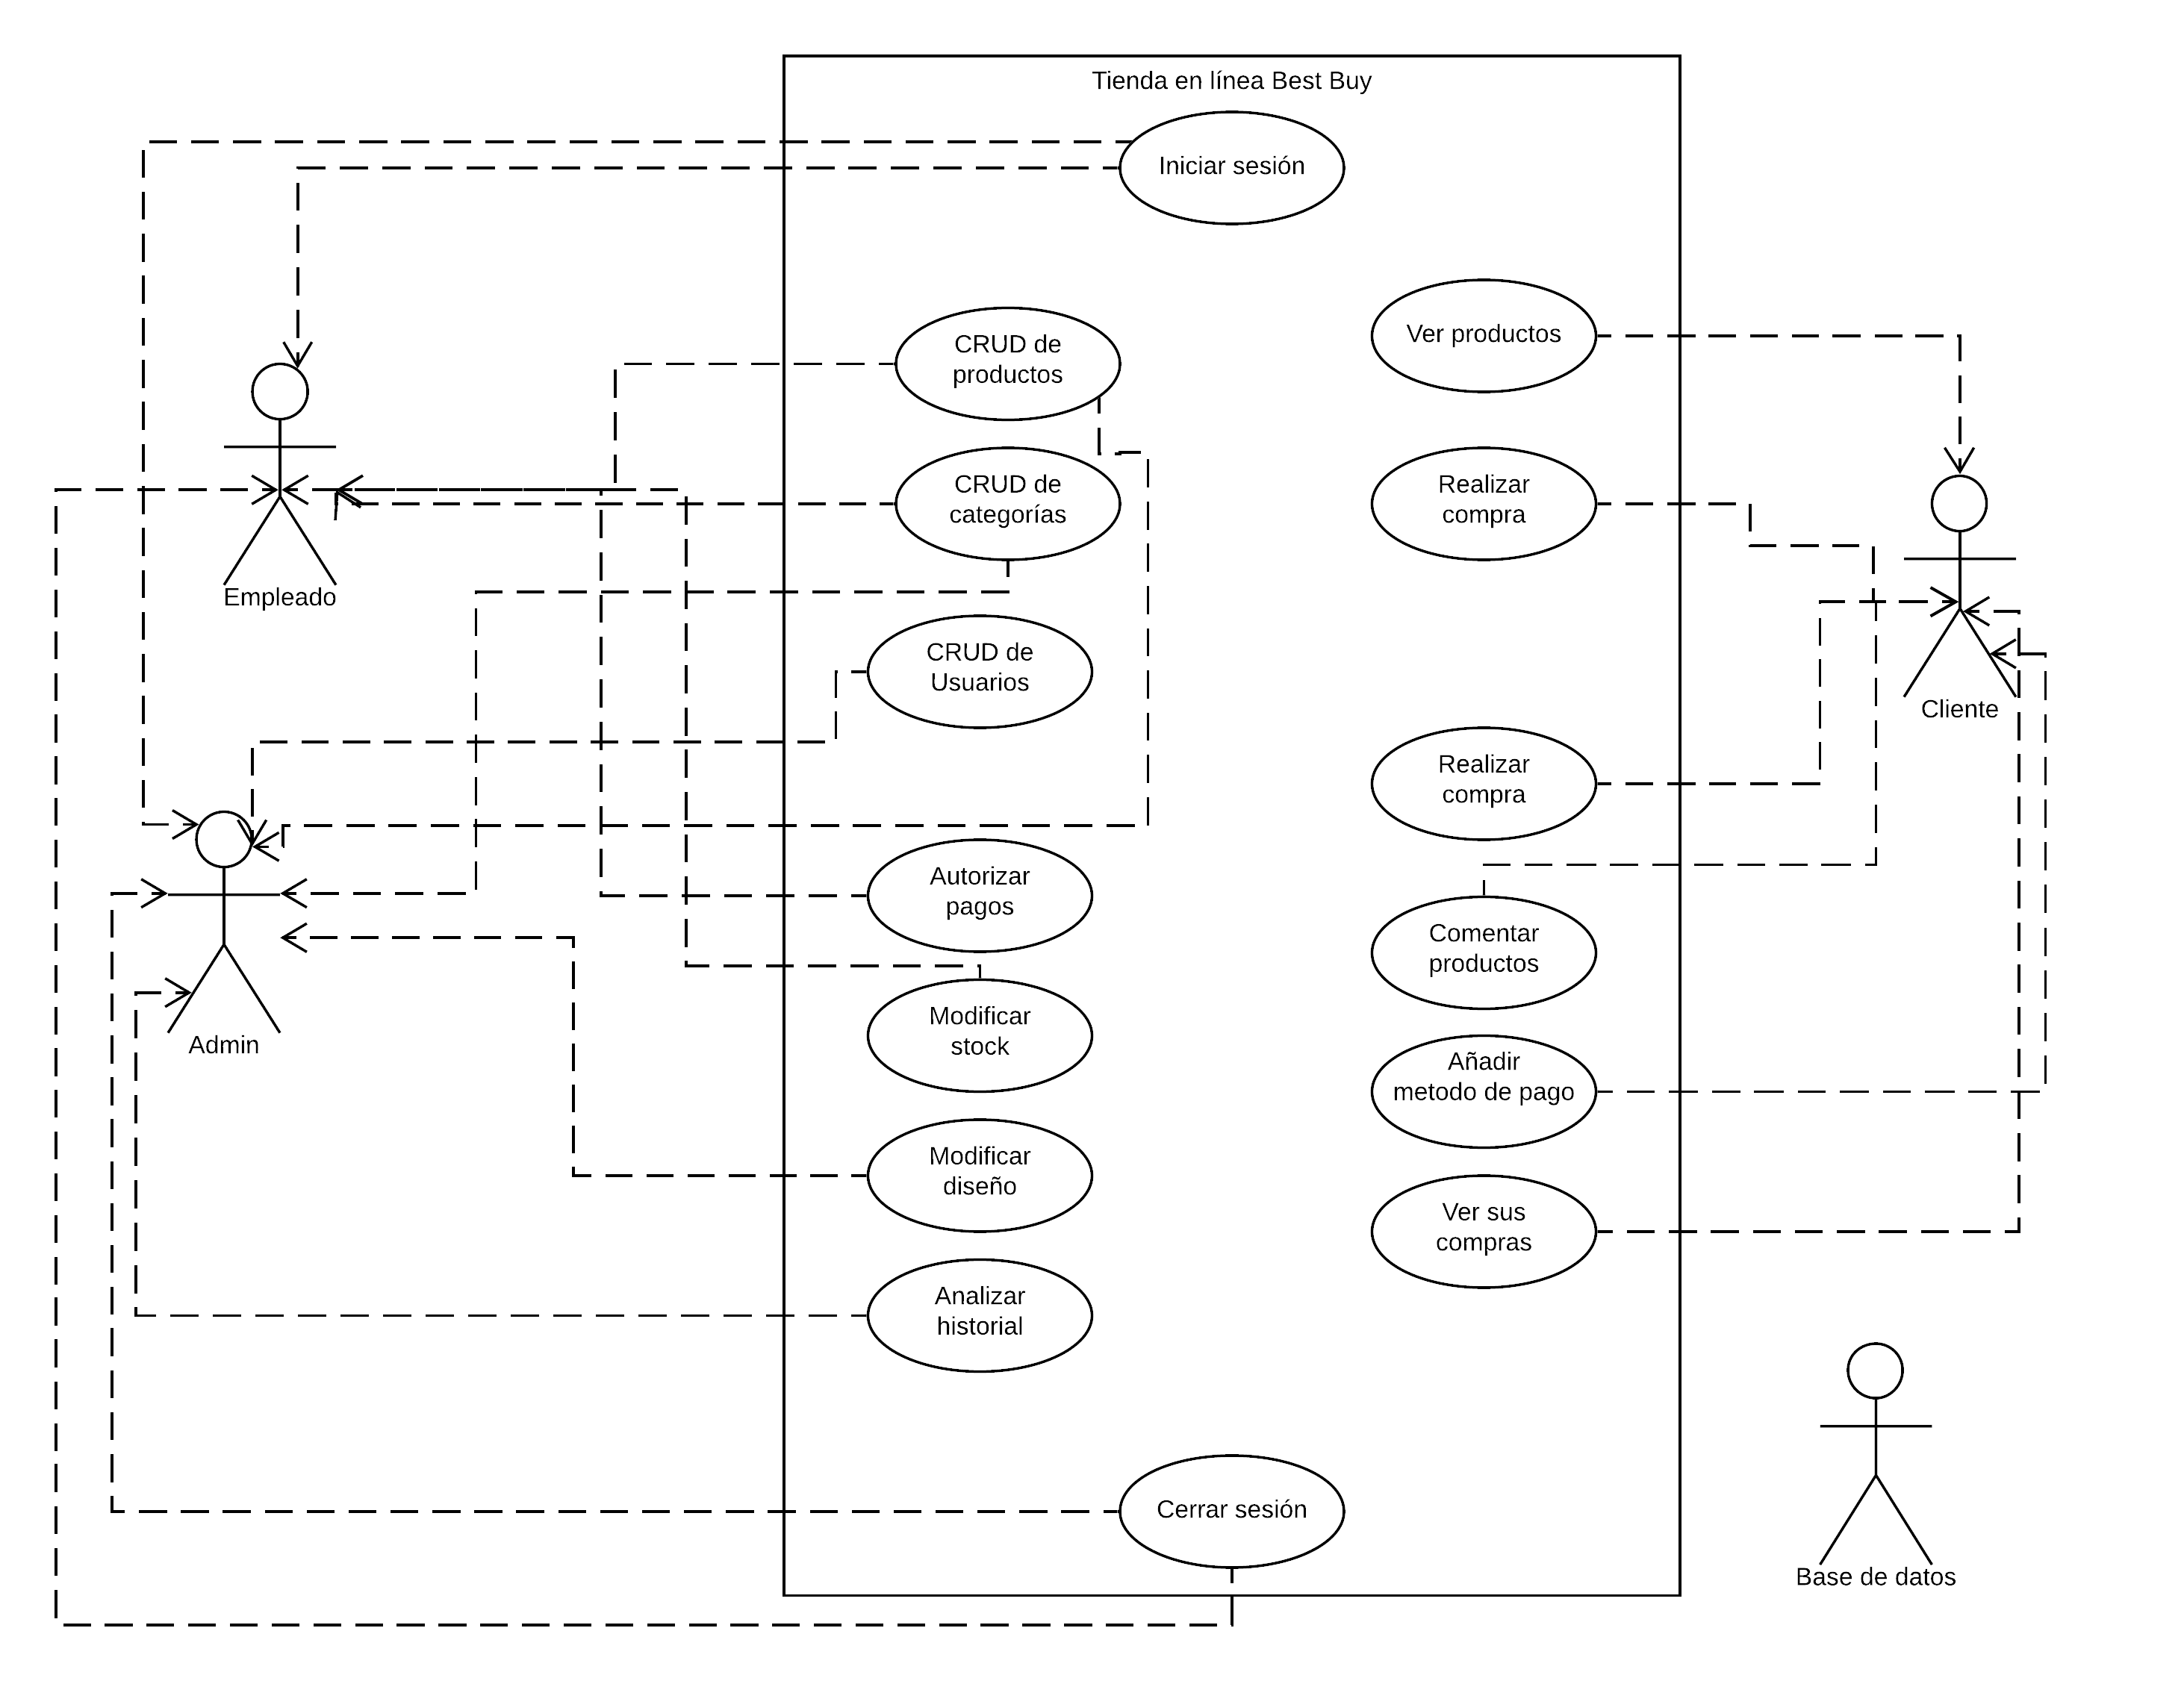 Tienda en línea Best Buy
Iniciar sesión
Ver productos
CRUD de
productos
CRUD de
categorías
Realizar
compra
Empleado
CRUD de
Usuarios
Cliente
Realizar
compra
Autorizar
pagos
Comentar
productos
Modificar
stock
Admin
Añadir
metodo de pago
Modificar
diseño
Ver sus
compras
Analizar
historial
Cerrar sesión
Base de datos